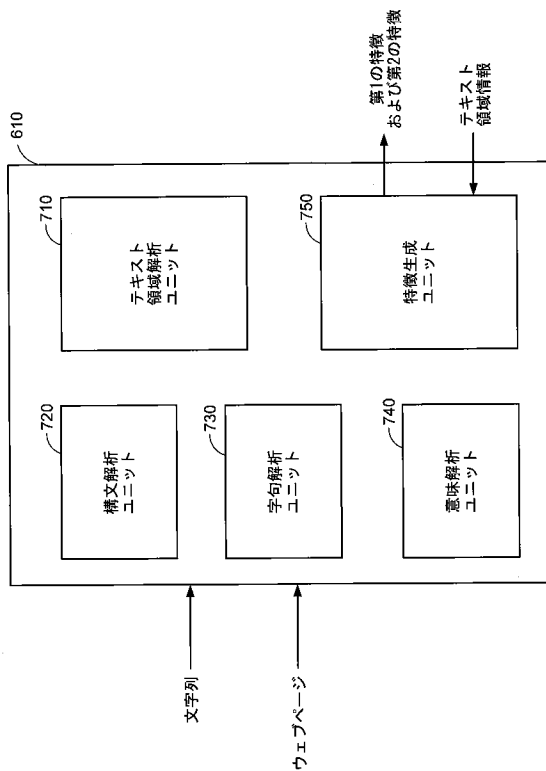 610
710
テキスト
領域解析
ユニット
720
構文解析
ユニット
730
字句解析
ユニット
740
意味解析
ユニット
750
特徴生成
ユニット
文字列
ウェブページ
第1の特徴
および第2の特徴
テキスト
領域情報